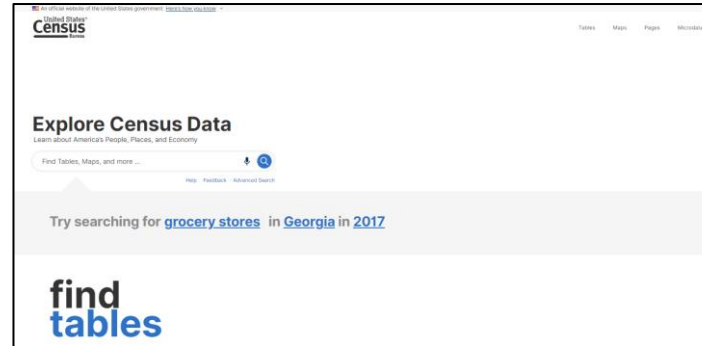 An official website of the United States government Here's how you know
United States®
Census
Bureau
Tables Maps Pages Microdata
Explore Census Data
Learn about America's People, Places, and Economy
Find Tables, Maps, and more ...
Help Feedback Advanced Search
Try searching for grocery stores in Georgia in 2017
find
tables